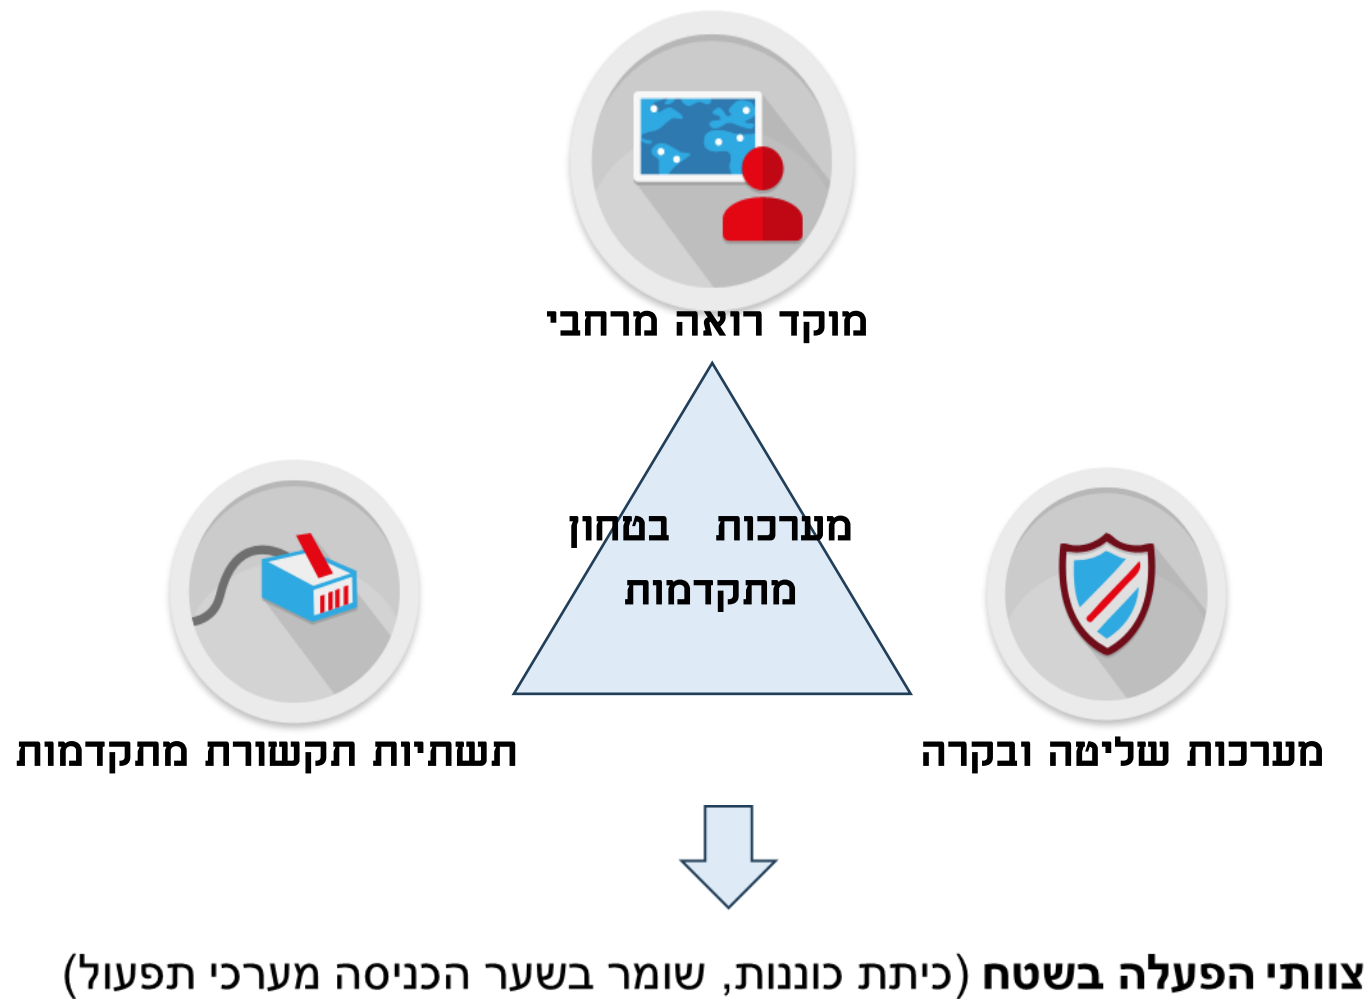 מוקד רואה מרחבי
מערכות בטחון
מתקדמות
מערכות שליטה ובקרה
תשתיות תקשורת מתקדמות
צוותי הפעלה בשטח (כיתת כוננות, שומר בשער הכניסה מערכי תפעול)